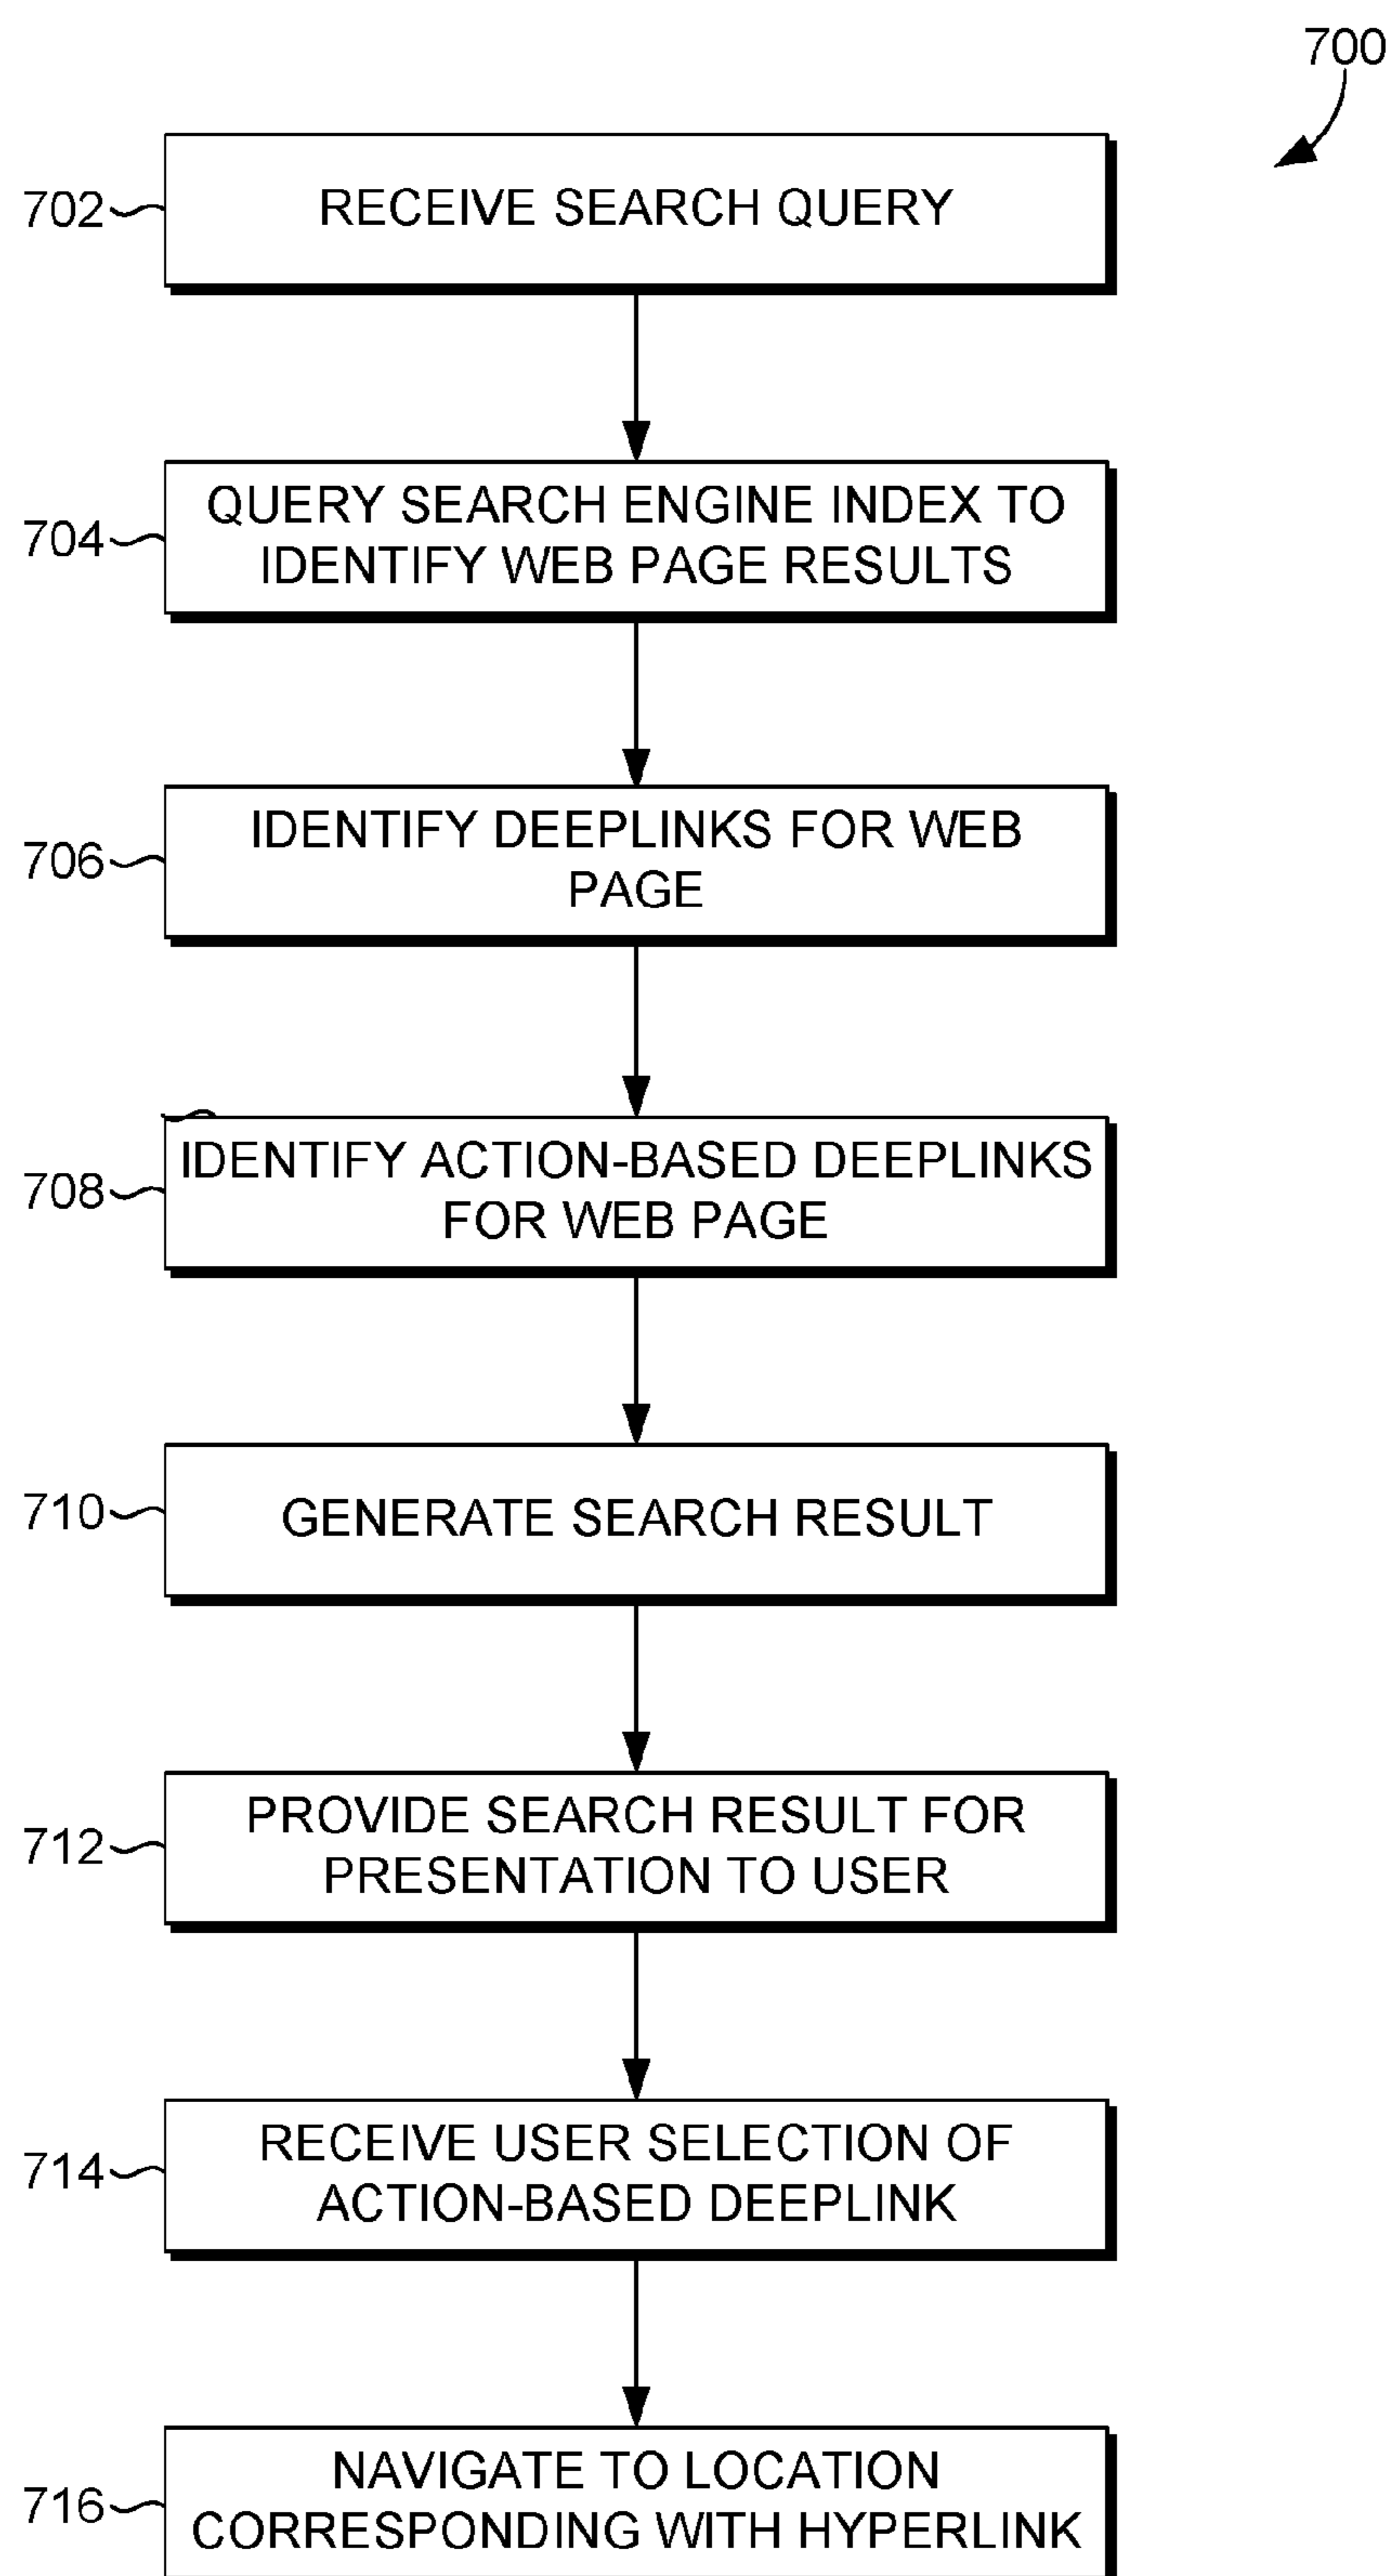 700
702
RECEIVE SEARCH QUERY
704
QUERY SEARCH ENGINE INDEX TO
IDENTIFY WEB PAGE RESULTS
706
IDENTIFY DEEPLINKS FOR WEB
PAGE
708
IDENTIFY ACTION-BASED DEEPLINKS
FOR WEB PAGE
710
GENERATE SEARCH RESULT
712
PROVIDE SEARCH RESULT FOR
PRESENTATION TO USER
714
RECEIVE USER SELECTION OF
ACTION-BASED DEEPLINK
716
NAVIGATE TO LOCATION
CORRESPONDING WITH HYPERLINK